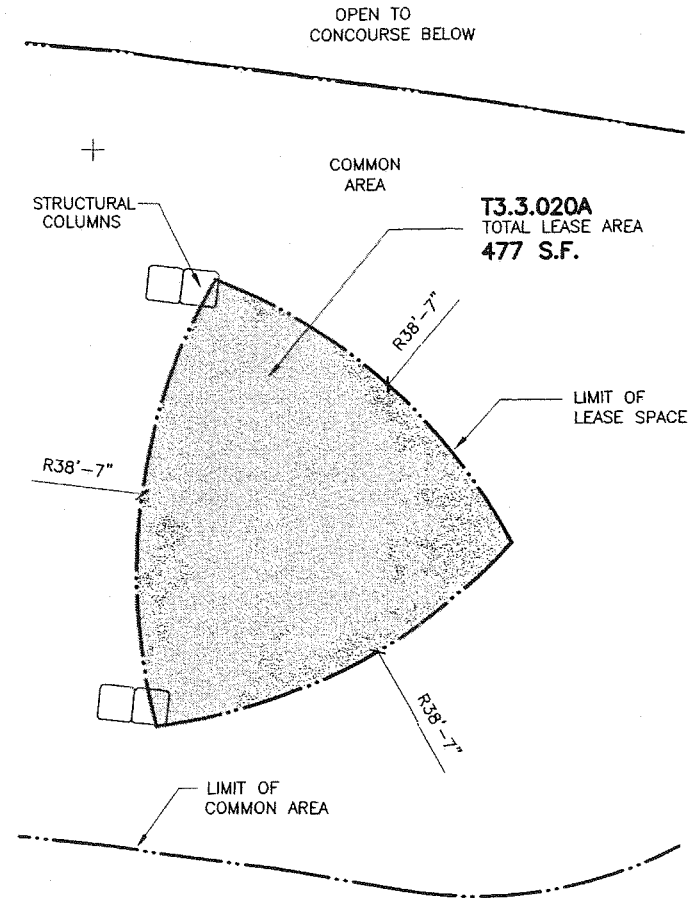 OPEN TO
CONCOURSE BELOW
COMMON
AREA
STRUCTURAL
COLUMNS
T3.3.020A
TOTAL LEASE AREA
477 S.F.
R38'-7"
LIMIT OF
LEASE SPACE
R38'-7"
R38'-7"
LIMIT OF
COMMON AREA